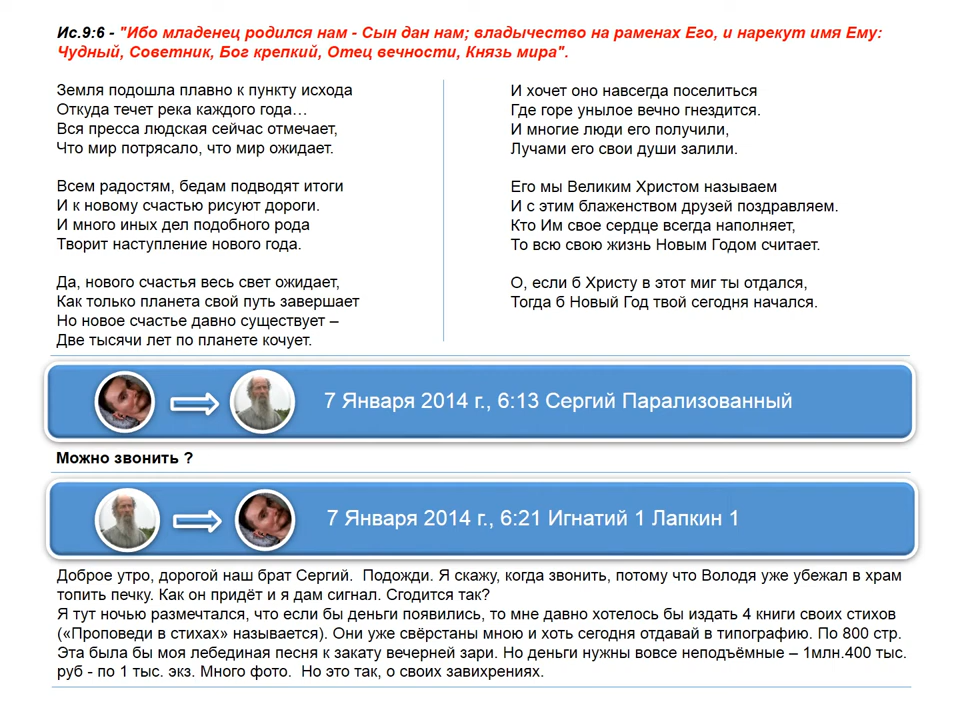 Ис.9:6 - "Ибо младенец родился нам - Сын дан нам; владычество на раменах Его, и нарекут имя Ему:
Чудный, Советник, Бог крепкий, Отец вечности, Князь мира".
Земля подошла плавно к пункту исхода
Откуда течет река каждого года…
Вся пресса людская сейчас отмечает,
Что мир потрясало, что мир ожидает.
Всем радостям, бедам подводят итоги
И к новому счастью рисуют дороги.
И много иных дел подобного рода
Творит наступление нового года.
Да, нового счастья весь свет ожидает,
Как только планета свой путь завершает
Но новое счастье давно существует –
Две тысячи лет по планете кочует.
И хочет оно навсегда поселиться
Где горе унылое вечно гнездится.
И многие люди его получили,
Лучами его свои души залили.
Его мы Великим Христом называем
И с этим блаженством друзей поздравляем.
Кто Им свое сердце всегда наполняет,
То всю свою жизнь Новым Годом считает.
О, если б Христу в этот миг ты отдался,
Тогда б Новый Год твой сегодня начался.
7 Января 2014 г., 6:13 Сергий Парализованный
Можно звонить ?
7 Января 2014 г., 6:21 Игнатий 1 Лапкин 1
Доброе утро, дорогой наш брат Сергий.  Подожди. Я скажу, когда звонить, потому что Володя уже убежал в храм
топить печку. Как он придёт и я дам сигнал. Сгодится так?
Я тут ночью размечтался, что если бы деньги появились, то мне давно хотелось бы издать 4 книги своих стихов
(«Проповеди в стихах» называется). Они уже свёрстаны мною и хоть сегодня отдавай в типографию. По 800 стр.
Эта была бы моя лебединая песня к закату вечерней зари. Но деньги нужны вовсе неподъёмные – 1млн.400 тыс.
руб - по 1 тыс. экз. Много фото.  Но это так, о своих завихрениях.